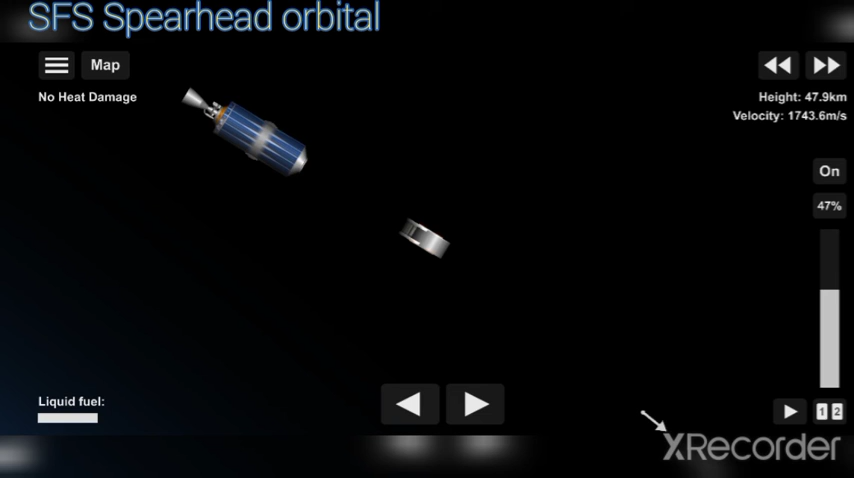 SFS Spearhead orbital
Map
No Heat Damage
Height: 47.9km
Velocity: 1743.6m/s
On
47%
Liquid fuel:
1 2
XRecorder